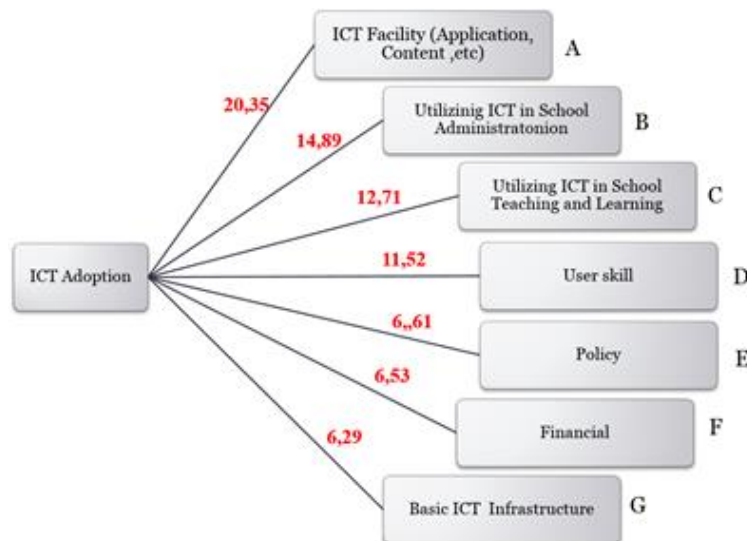 ICT Facility (Application,
Content ,etc)
A
20,35
Utilizinig ICT in School
Administratonion
B
14,89
Utilizing ICT in School
Teaching and Learning
C
12,71
ICT Adoption
11,52
User skill
D
6,,61
Policy
E
6,53
Financial
F
6,29
Basic ICT Infrastructure
G